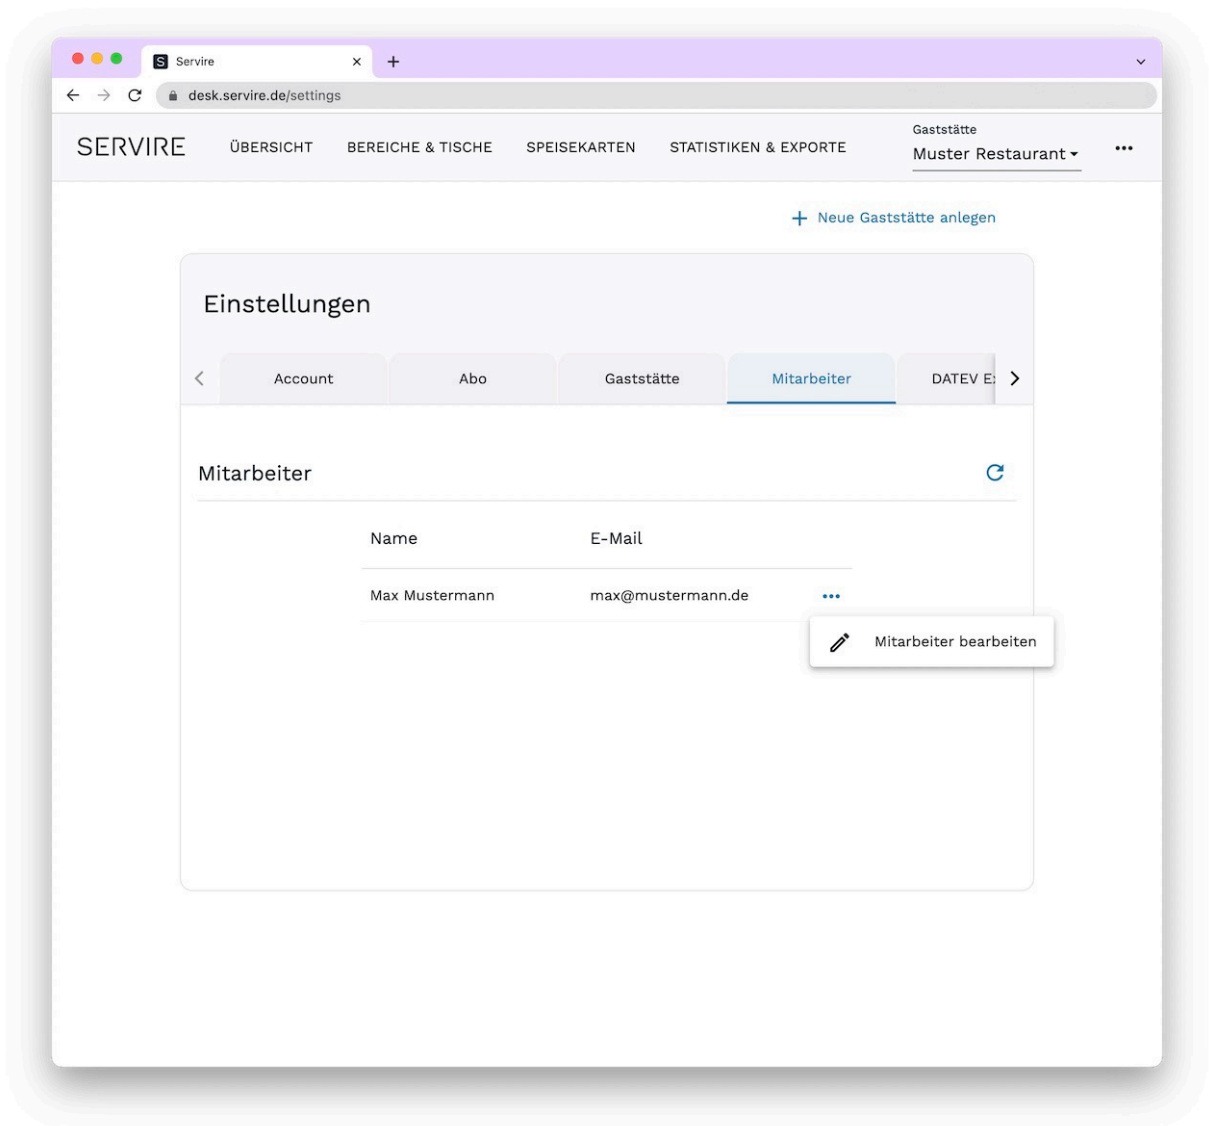 S Servire
desk.servire.de/settings
SERVIRE
ÜBERSICHT
BEREICHE & TISCHE
SPEISEKARTEN
STATISTIKEN & EXPORTE
Gaststätte
Muster Restaurant
Neue Gaststätte anlegen
Einstellungen
Account
Abo
Gaststätte
Mitarbeiter
DATEV E
Mitarbeiter
Name
E-Mail
Max Mustermann
max@mustermann.de
Mitarbeiter bearbeiten